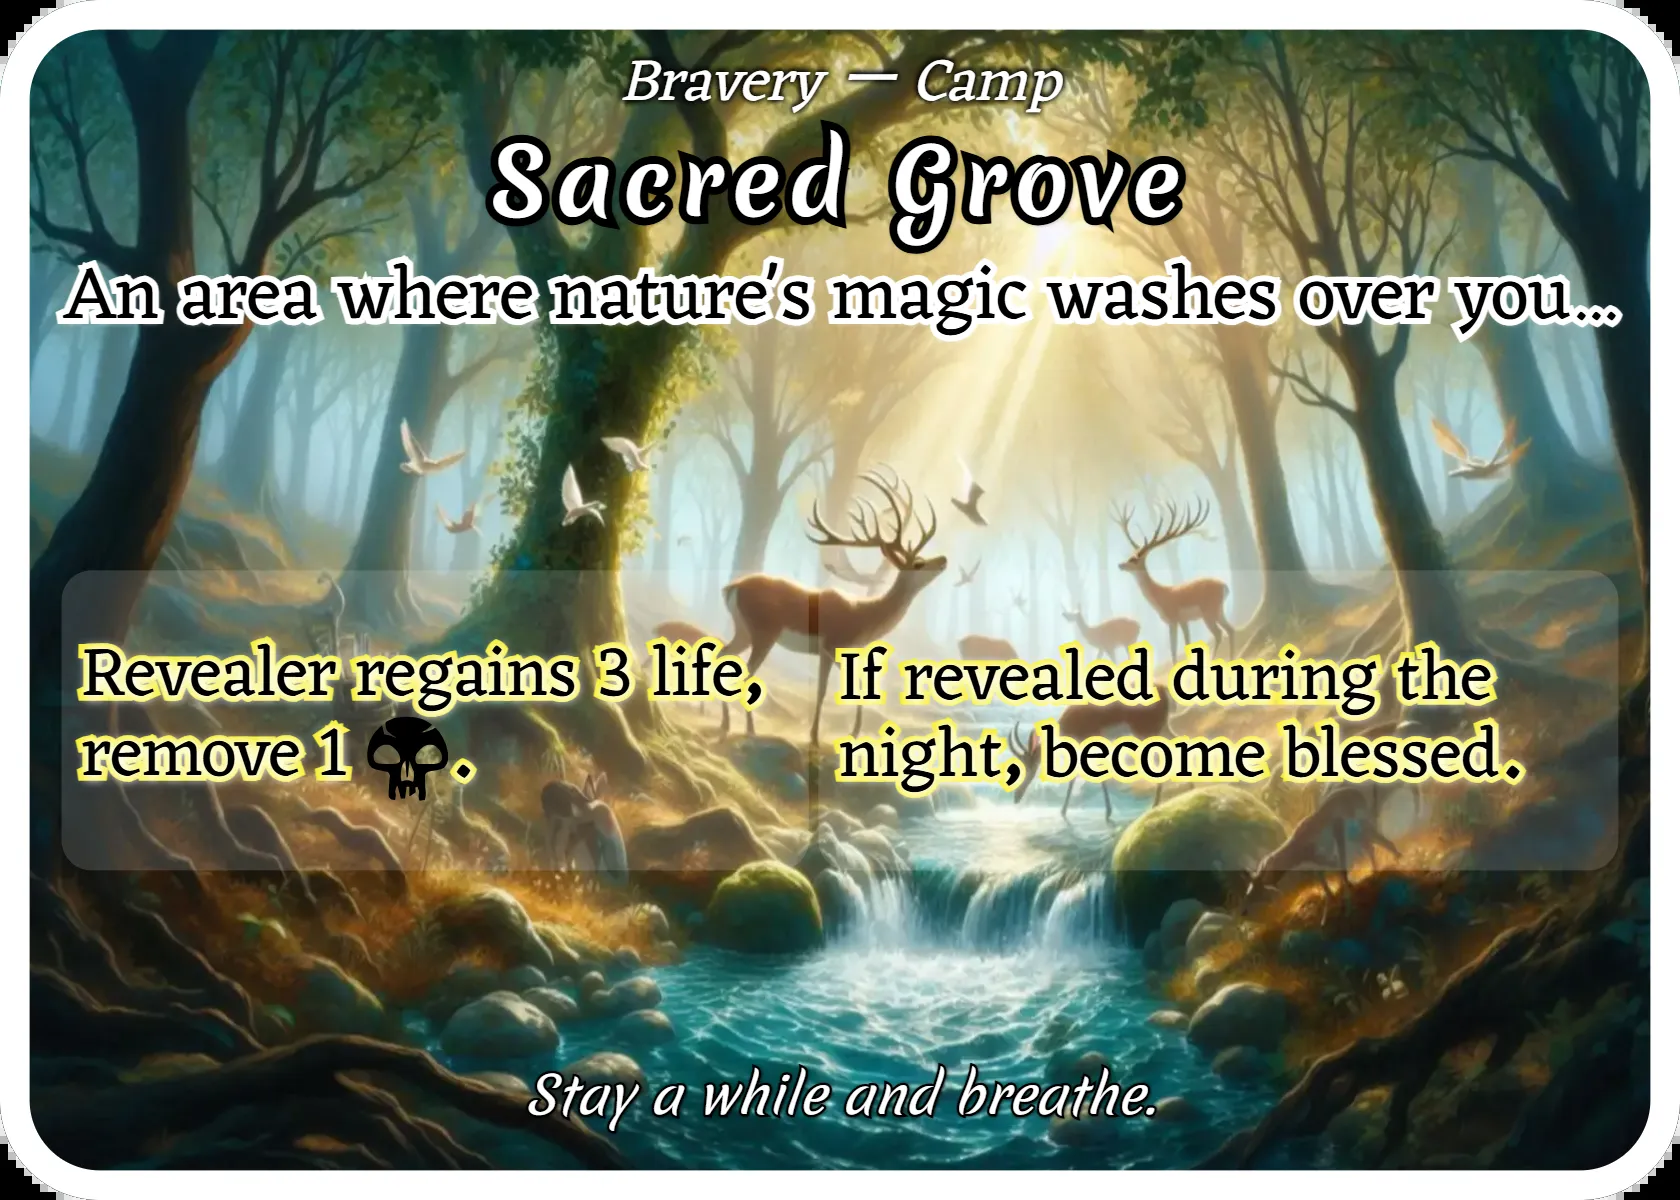 Bravery — Camp
Sacred Grove
An area where nature's magic washes over you...
Revealer regains 3 life,
remove 1 .
If revealed during the
night, become blessed.
Stay a while and breathe.